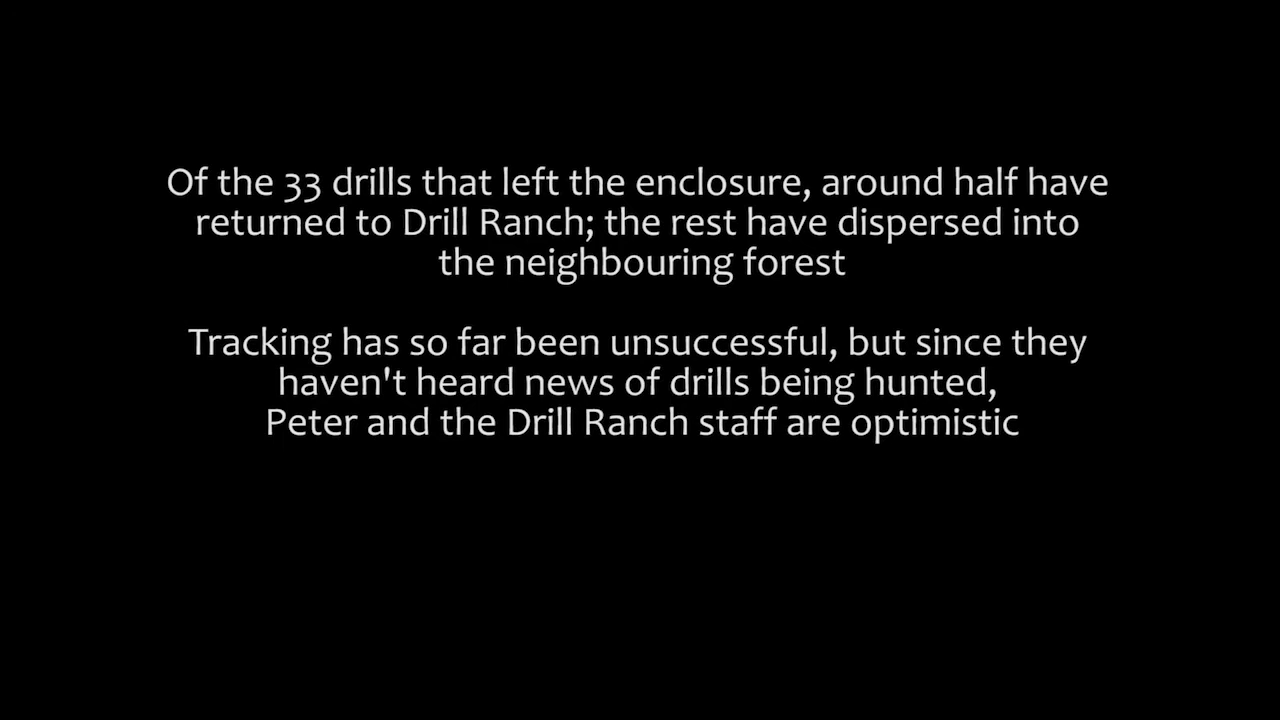 Of the 33 drills that left the enclosure, around half have
returned to Drill Ranch; the rest have dispersed into
the neighbouring forest
Tracking has so far been unsuccessful, but since they
haven't heard news of drills being hunted,
Peter and the Drill Ranch staff are optimistic